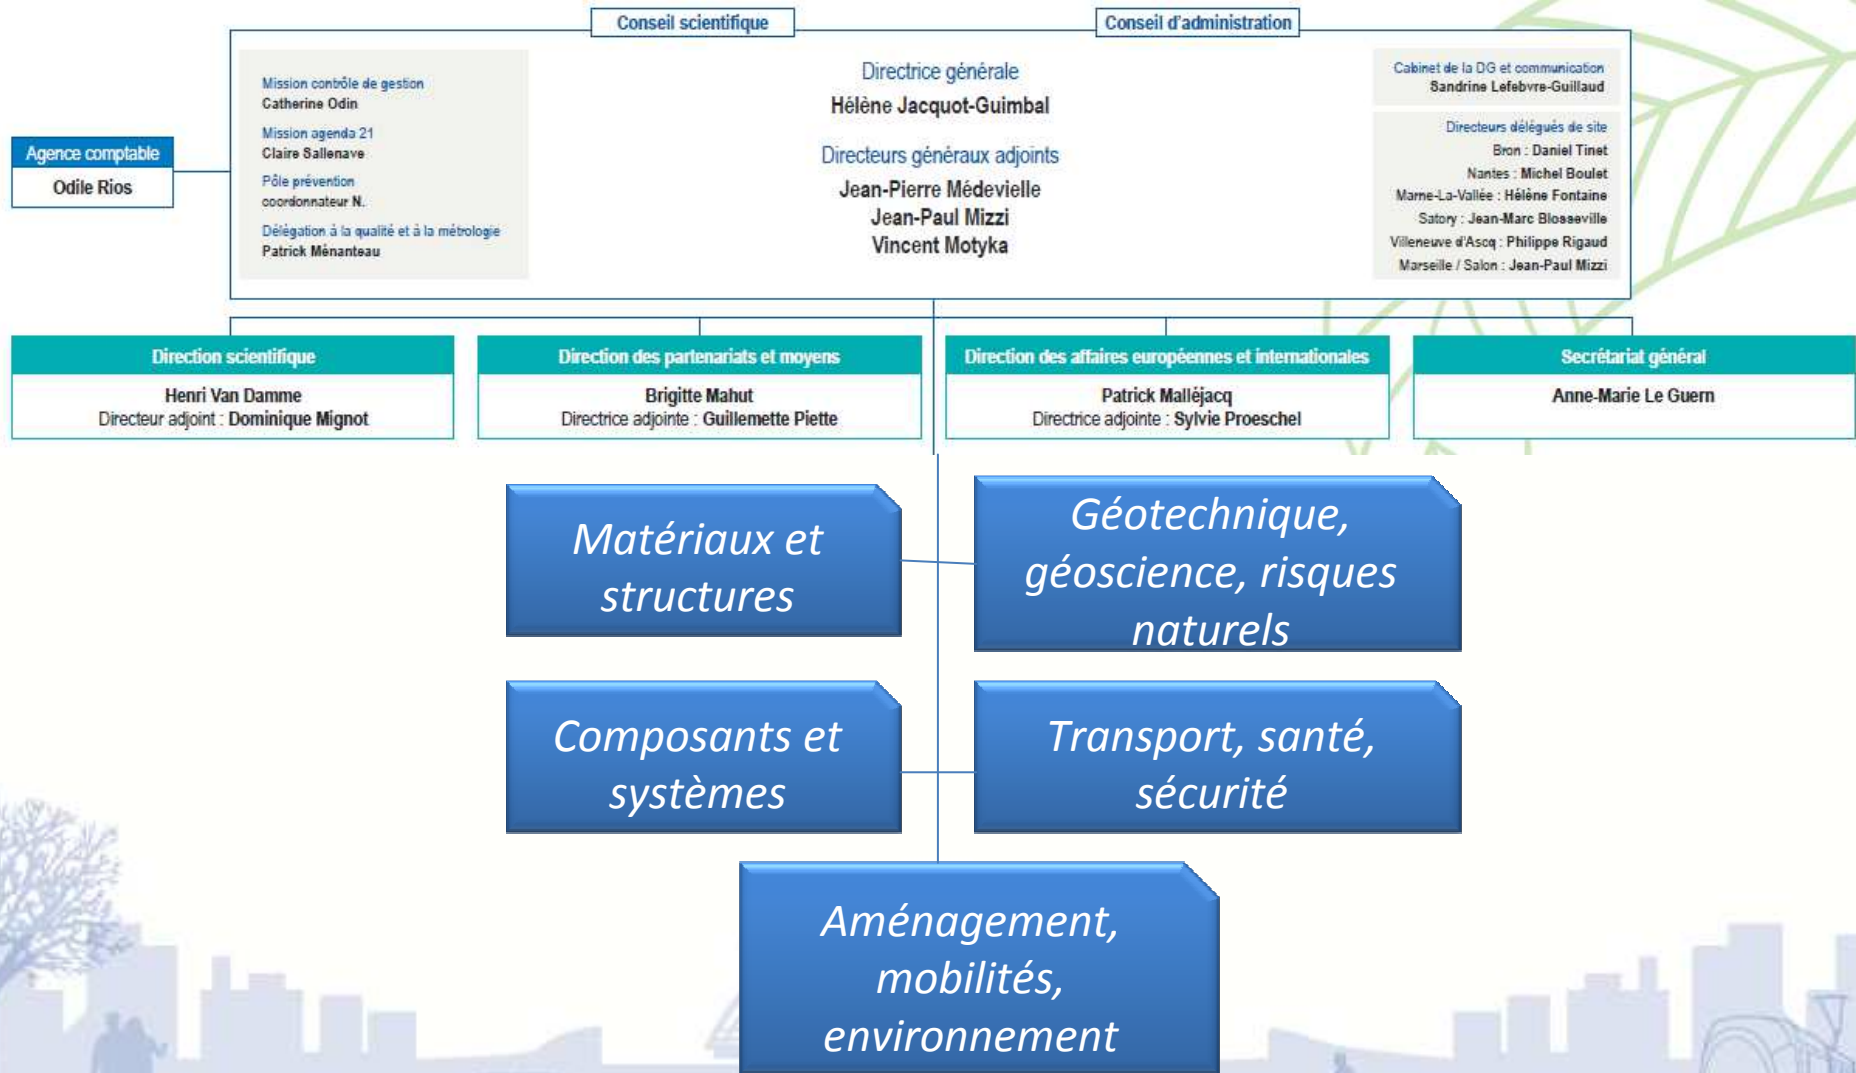 Conseil scientifique
Conseil d'administration
Agence comptable
Odile Rios
Mission contrôle de gestion
Catherine Odin
Mission agenda 21
Claire Sallenave
Pôle prévention
coordonnateur N.
Délégation à la qualité et à la métrologie
Patrick Ménanteau
Directrice générale
Hélène Jacquot-Guimbal
Directeurs généraux adjoints
Jean-Pierre Médevielle
Jean-Paul Mizzi
Vincent Motyka
Cabinet de la DG et communication
Sandrine Lefebvre-Guillaud
Directeurs délégués de site
Bron : Daniel Tinet
Nantes : Michel Boulet
Marne-La-Vallée : Hélène Fontaine
Satory : Jean-Marc Blosseville
Villeneuve d'Ascq : Philippe Rigaud
Marseille / Salon : Jean-Paul Mizzi
Direction scientifique
Henri Van Damme
Directeur adjoint : Dominique Mignot
Direction des partenariats et moyens
Brigitte Mahut
Directrice adjointe : Guillemette Piette
Direction des affaires européennes et internationales
Patrick Malléjacq
Directrice adjointe : Sylvie Proeschel
Secrétariat général
Anne-Marie Le Guern
Matériaux et
structures
Géotechnique,
géoscience, risques
naturels
Composants et
systèmes
Transport, santé,
sécurité
Aménagement,
mobilités,
environnement